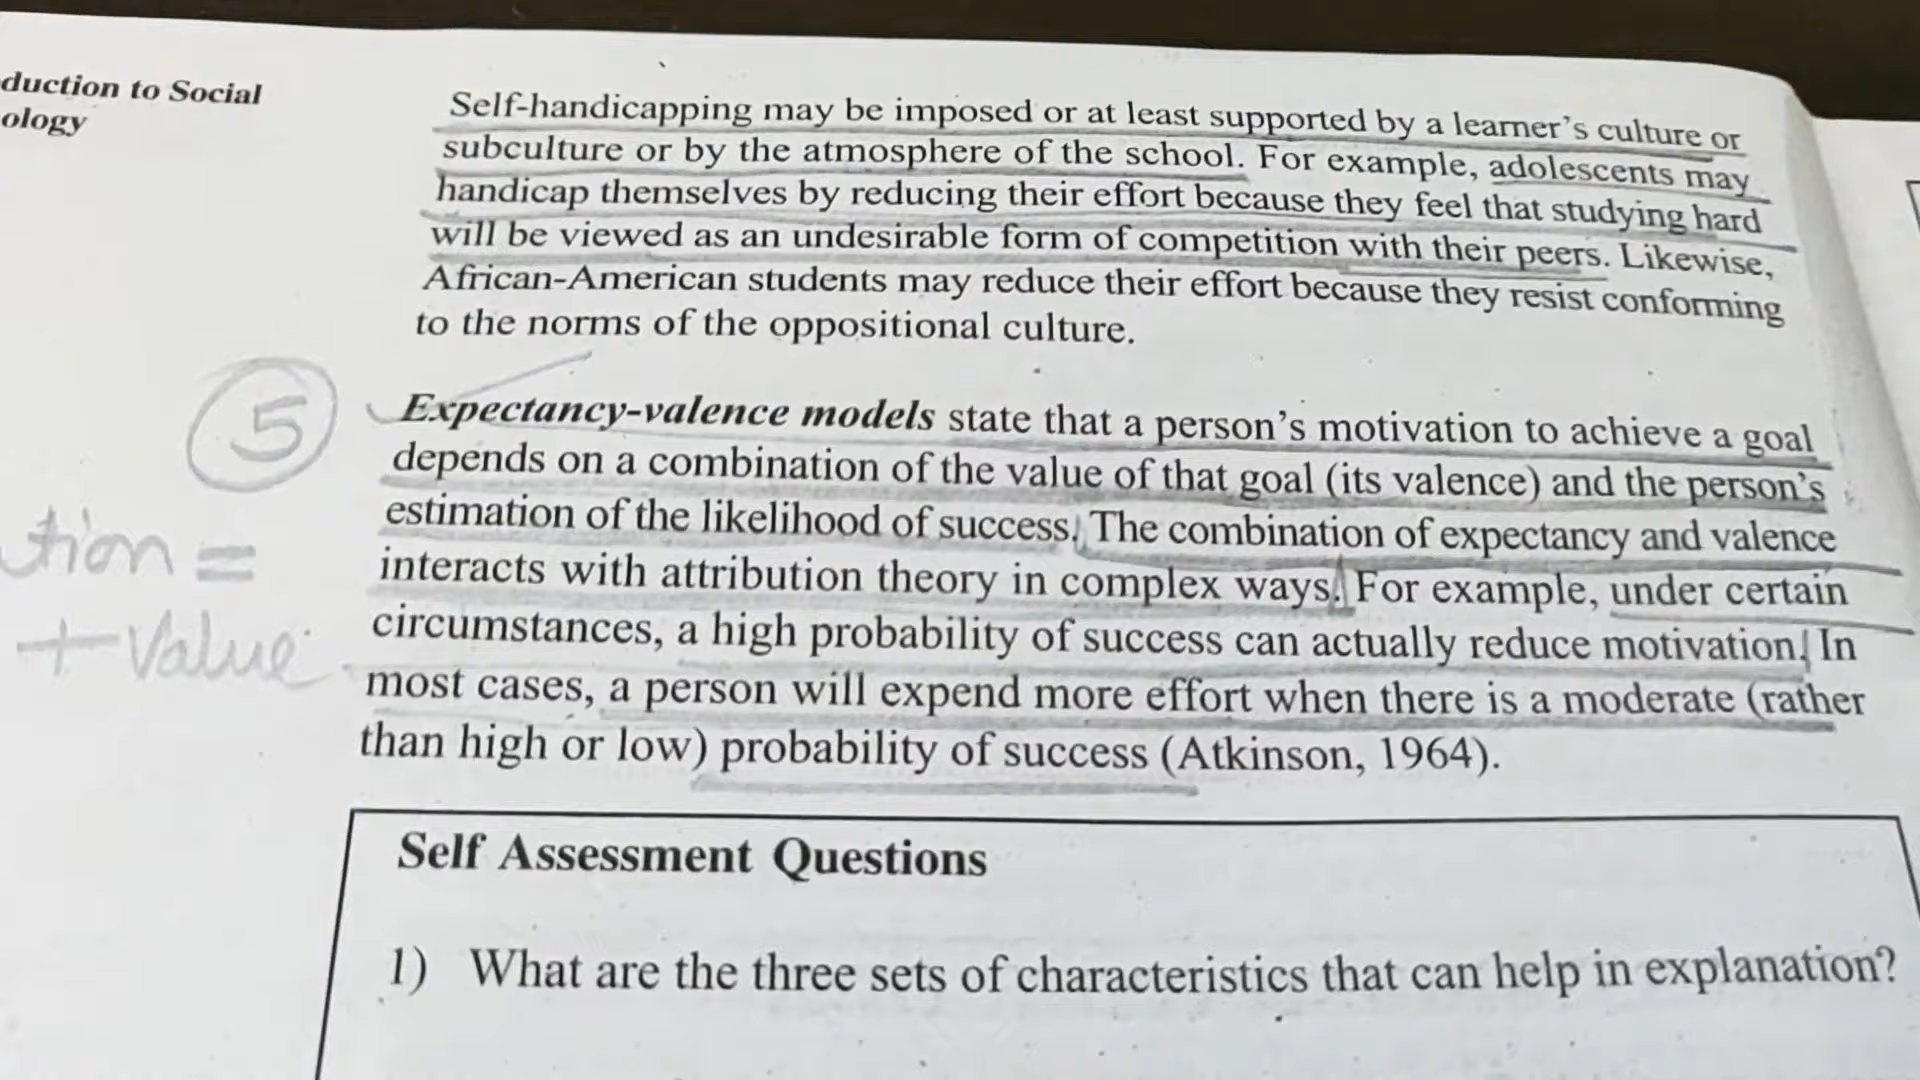 duction to Social
ology
Self-handicapping may be imposed or at least supported by a learner's culture or
subculture or by the atmosphere of the school. For example, adolescents may
handicap themselves by reducing their effort because they feel that studying hard
will be viewed as an undesirable form of competition with their peers. Likewise,
African-American students may reduce their effort because they resist conforming
to the norms of the oppositional culture.
5
Expectancy-valence models state that a person's motivation to achieve a goal
depends on a combination of the value of that goal (its valence) and the person's
estimation of the likelihood of success. The combination of expectancy and valence
interacts with attribution theory in complex ways. For example, under certain
circumstances, a high probability of success can actually reduce motivation. In
most cases, a person will expend more effort when there is a moderate (rather
than high or low) probability of success (Atkinson, 1964).
tion =
+ Value
Self Assessment Questions
1) What are the three sets of characteristics that can help in explanation?